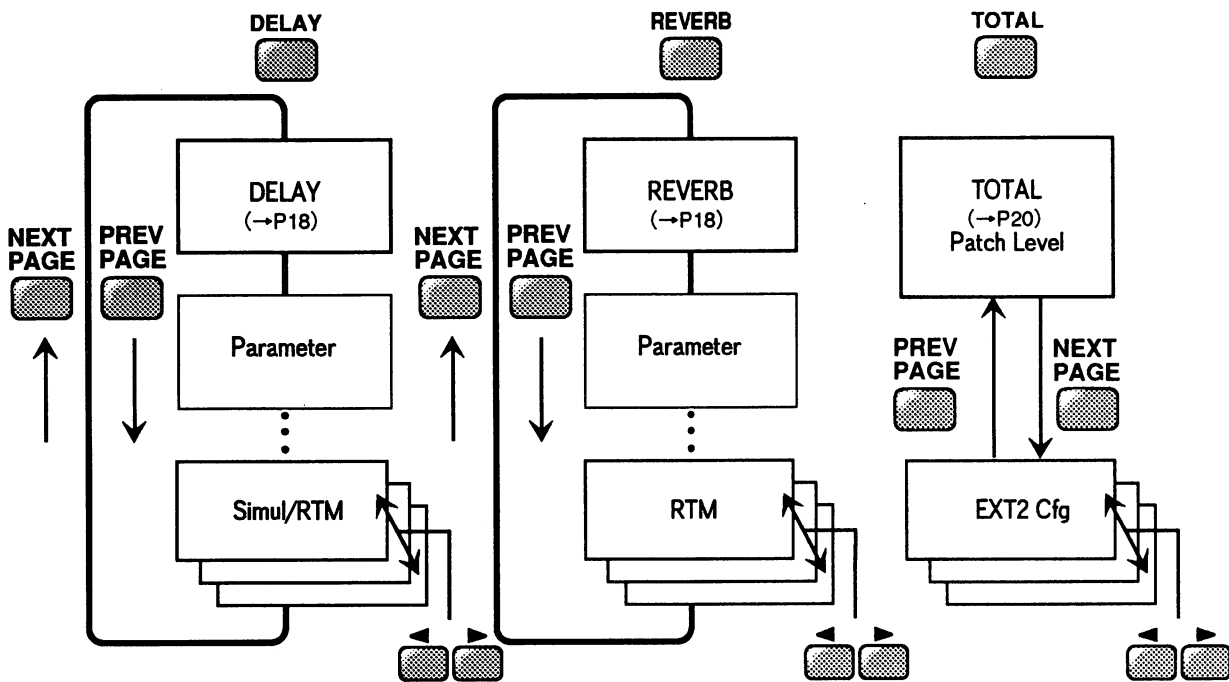 DELAY
NEXT
PAGE
PREV
PAGE
DELAY
(→P18)
Parameter
Simul/RTM
◀ ▶
REVERB
NEXT
PAGE
PREV
PAGE
REVERB
(→P18)
Parameter
RTM
◀ ▶
TOTAL
TOTAL
(→P20)
Patch Level
PREV
PAGE
NEXT
PAGE
EXT2 Cfg
◀ ▶